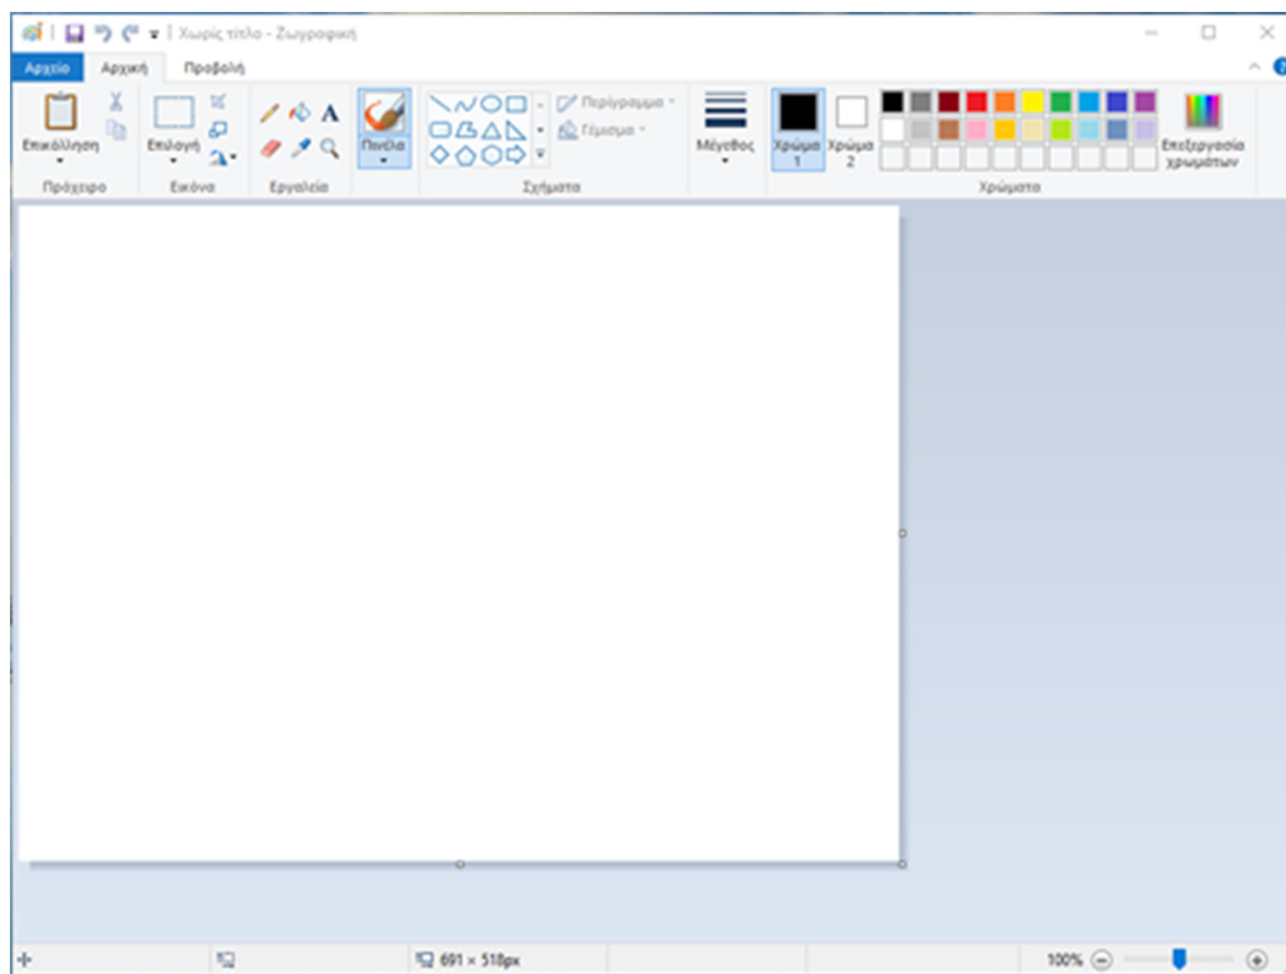 Χωρίς τίτλο - Ζωγραφική
Αρχείο Αρχική Προβολή
Επικόλληση
Επιλογή
A
Πινέλα
Περίγραμμα
Γέμισμα
Μέγεθος
Χρώμα 1
Χρώμα 2
Επεξεργασία
χρωμάτων
Πρόχειρο Εικόνα Εργαλεία Σχήματα Χρώματα
691 × 518px 100%